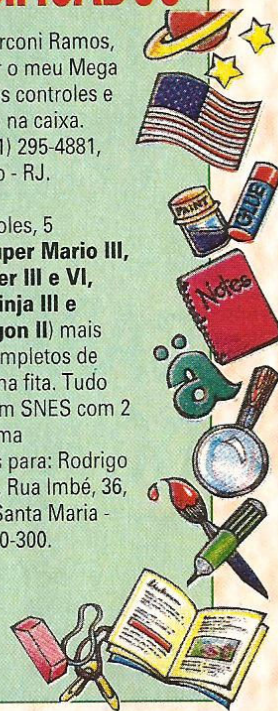 rconi Ramos,
r o meu Mega
s controles e
na caixa.
1) 295-4881,
o - RJ.
oles, 5
uper Mario III,
er III e VI,
inja III e
gon II) mais
mpletos de
na fita. Tudo
m SNES com 2
ma
s para: Rodrigo
Rua Imbé, 36,
Santa Maria -
0-300.
PAINT
GLUE
Notes
a